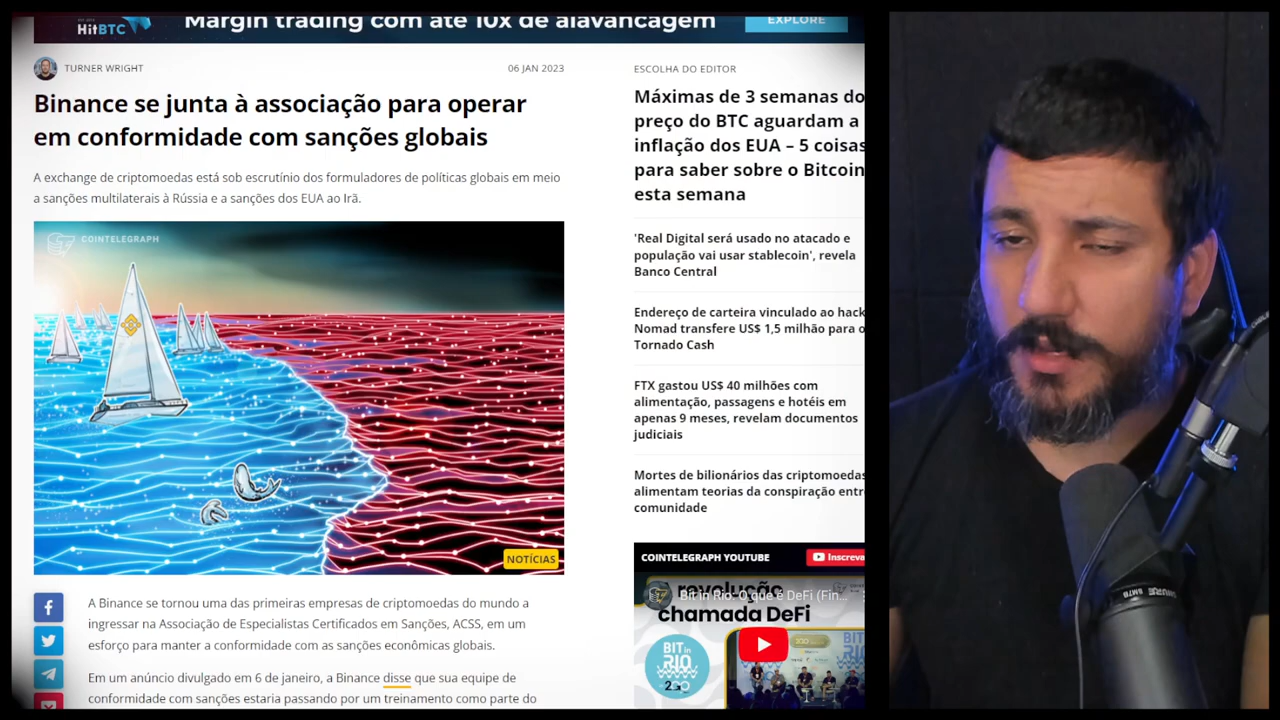 HitBTC
Margin trading com até 10x de alavancagem
EXPLORE
TURNER WRIGHT
06 JAN 2023
Binance se junta à associação para operar
em conformidade com sanções globais
A exchange de criptomoedas está sob escrutínio dos formuladores de políticas globais em meio
a sanções multilaterais à Rússia e a sanções dos EUA ao Irã.
COINTELEGRAPH
NOTÍCIAS
A Binance se tornou uma das primeiras empresas de criptomoedas do mundo a
ingressar na Associação de Especialistas Certificados em Sanções, ACSS, em um
esforço para manter a conformidade com as sanções econômicas globais.
Em um anúncio divulgado em 6 de janeiro, a Binance disse que sua equipe de
conformidade com sanções estaria passando por um treinamento como parte do
ESCOLHA DO EDITOR
Máximas de 3 semanas do
preço do BTC aguardam a
inflação dos EUA – 5 coisas
para saber sobre o Bitcoin
esta semana
'Real Digital será usado no atacado e
população vai usar stablecoin', revela
Banco Central
Endereço de carteira vinculado ao hack
Nomad transfere US$ 1,5 milhão para o
Tornado Cash
FTX gastou US$ 40 milhões com
alimentação, passagens e hotéis em
apenas 9 meses, revelam documentos
judiciais
Mortes de bilionários das criptomoedas
alimentam teorias da conspiração entr
comunidade
COINTELEGRAPH YOUTUBE
Inscreva
revolução
Bit in Rio: O que é DeFi (Fin...
chamada DeFi
BIT
in
RIO
SM7B